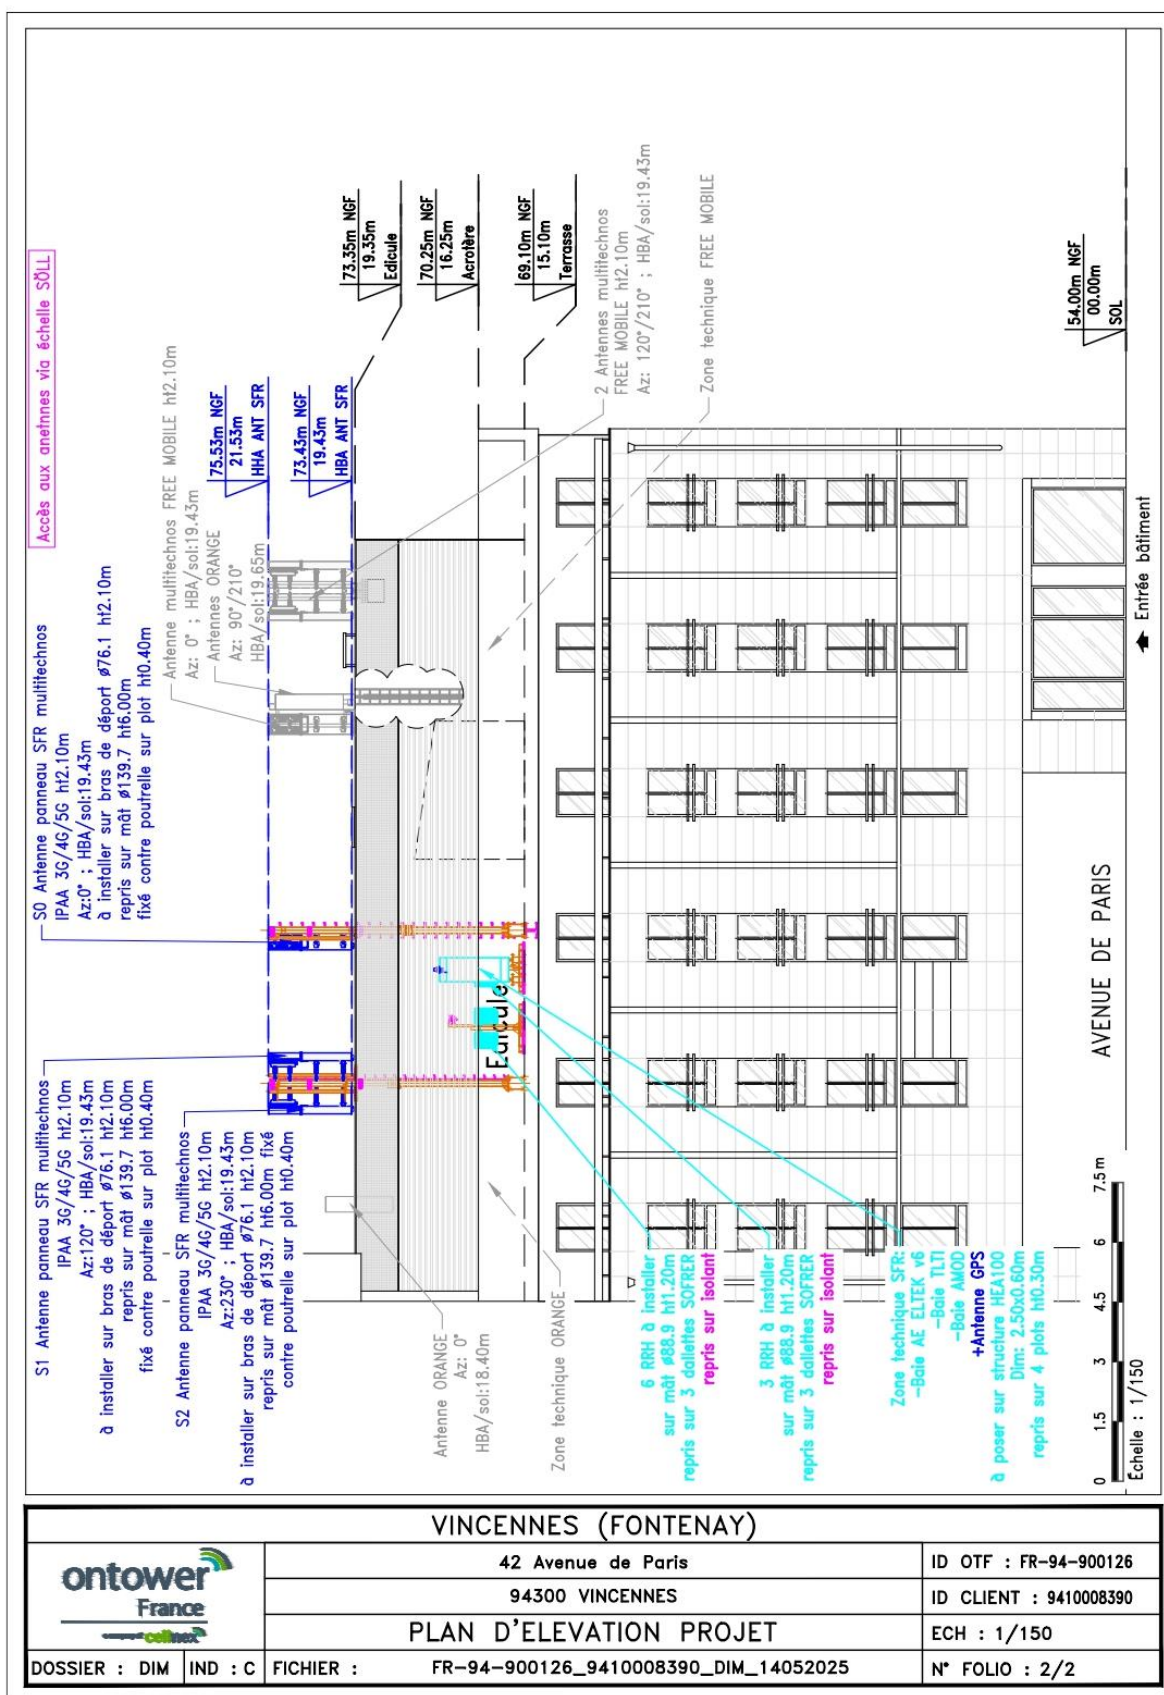 Accès aux anetnnes via échelle SÖLL
S0 Antenne panneau SFR multitechnos
IPAA 3G/4G/5G ht2.10m
Az:0° ; HBA/sol:19.43m
à installer sur bras de déport ø76.1 ht2.10m
repris sur mât ø139.7 ht6.00m
fixé contre poutrelle sur plot ht0.40m
S1 Antenne panneau SFR multitechnos
IPAA 3G/4G/5G ht2.10m
Az:120° ; HBA/sol:19.43m
à installer sur bras de déport ø76.1 ht2.10m
repris sur mât ø139.7 ht6.00m
fixé contre poutrelle sur plot ht0.40m
S2 Antenne panneau SFR multitechnos
IPAA 3G/4G/5G ht2.10m
Az:230° ; HBA/sol:19.43m
à installer sur bras de déport ø76.1 ht2.10m
repris sur mât ø139.7 ht6.00m fixé
contre poutrelle sur plot ht0.40m
Antenne multitechnos FREE MOBILE ht2.10m
Az: 0° ; HBA/sol:19.43m
Antennes ORANGE
Az: 90°/210°
HBA/sol:19.65m
75.53m NGF
21.53m
HHA ANT SFR
73.43m NGF
19.43m
HBA ANT SFR
73.35m NGF
19.35m
Edicule
70.25m NGF
16.25m
Acrotère
69.10m NGF
15.10m
Terrasse
2 Antennes multitechnos
FREE MOBILE ht2.10m
Az: 120°/210° ; HBA/sol:19.43m
Zone technique FREE MOBILE
54.00m NGF
00.00m
SOL
Edicule
Antenne ORANGE
Az: 0°
HBA/sol:18.40m
Zone technique ORANGE
6 RRH à installer
sur mât ø88.9 ht1.20m
repris sur 3 dallettes SOFRER
repris sur isolant
3 RRH à installer
sur mât ø88.9 ht1.20m
repris sur 3 dallettes SOFRER
repris sur isolant
Zone technique SFR:
-Baie AE ELTEK v6
-Baie TLTI
-Baie AMOD
+Antenne GPS
à poser sur structure HEA100
Dim: 2.50x0.60m
repris sur 4 plots ht0.30m
AVENUE DE PARIS
Entrée bâtiment
0 1.5 3 4.5 6 7.5 m
Échelle : 1/150
VINCENNES (FONTENAY)
ontower
France
cellnex
42 Avenue de Paris
94300 VINCENNES
PLAN D'ELEVATION PROJET
ID OTF : FR-94-900126
ID CLIENT : 9410008390
ECH : 1/150
DOSSIER : DIM
IND : C
FICHIER : FR-94-900126_9410008390_DIM_14052025
N° FOLIO : 2/2